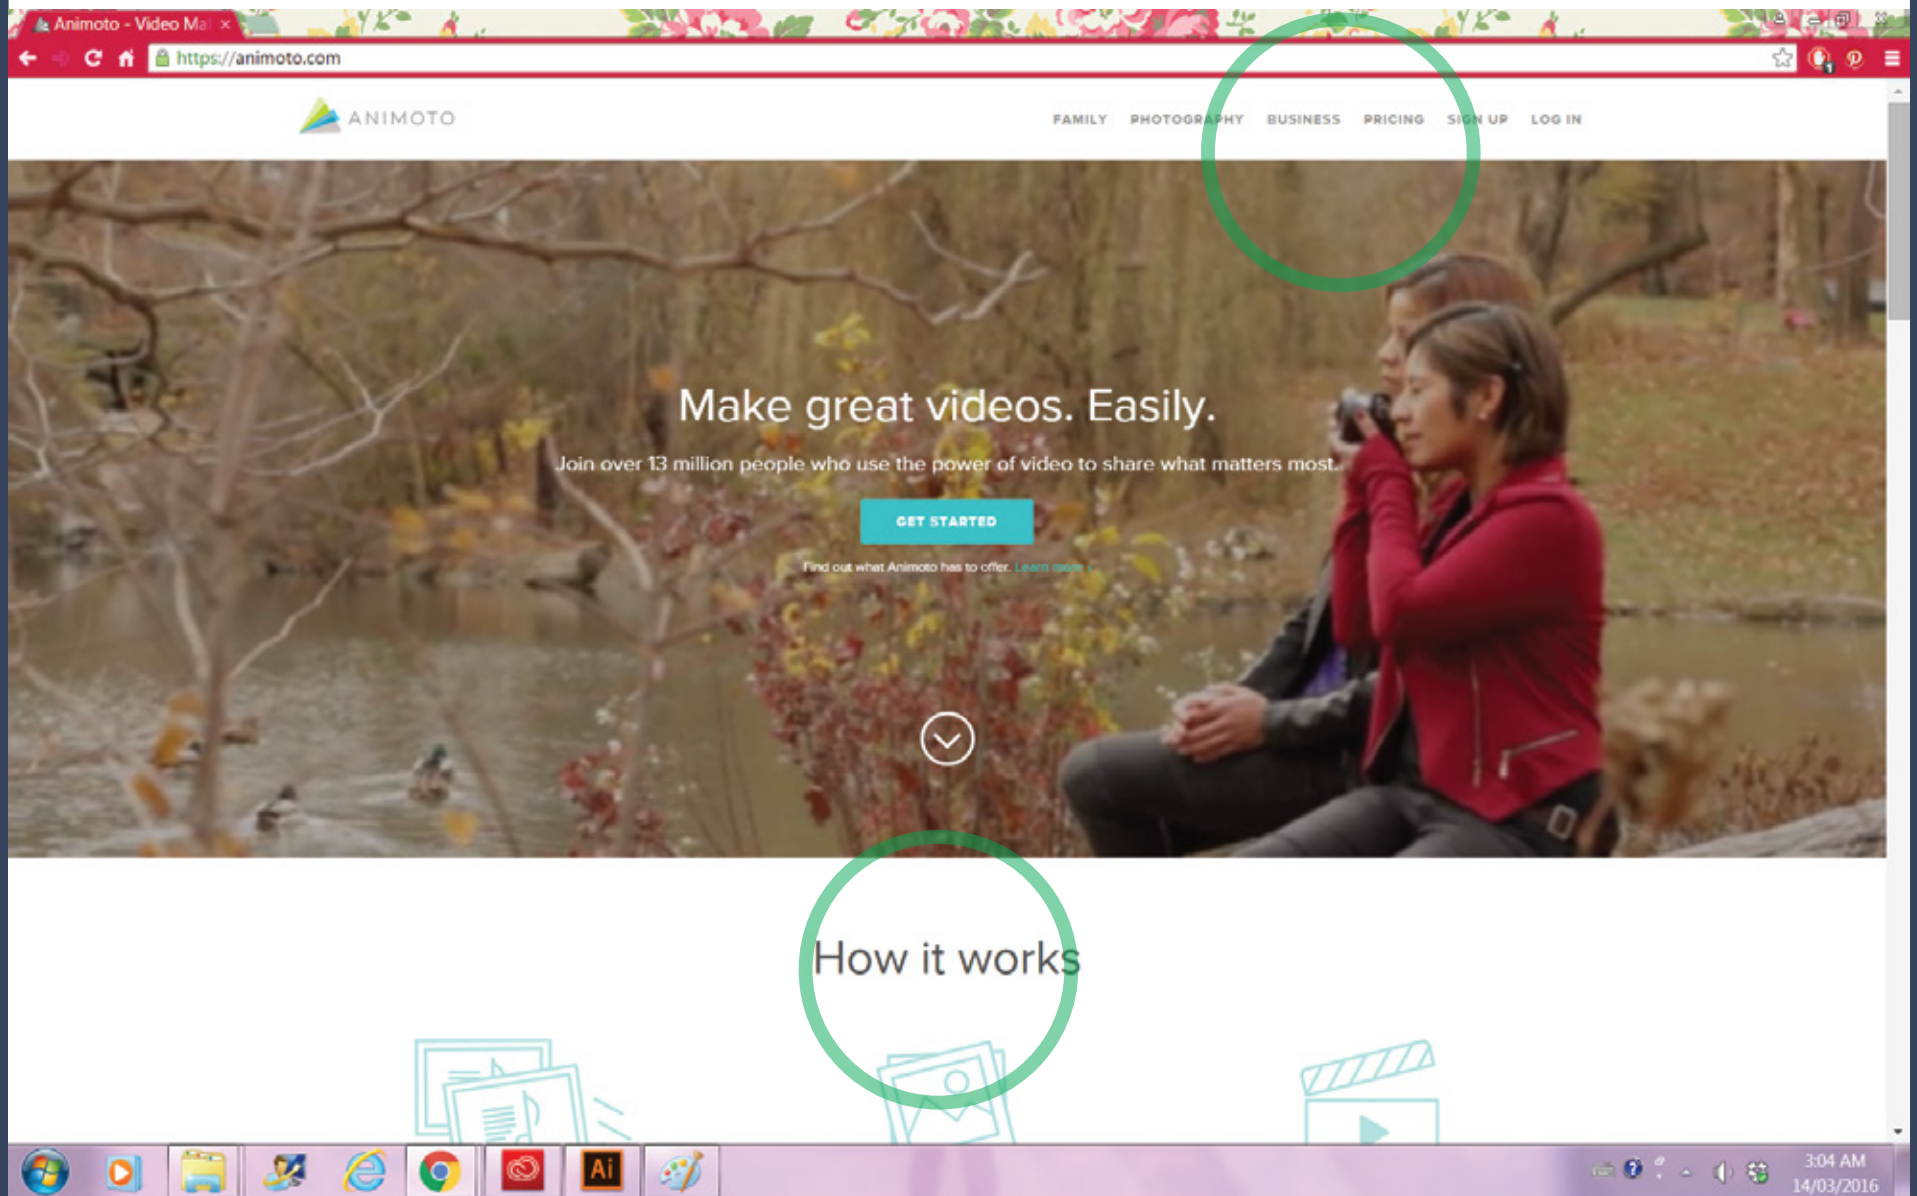 Animoto - Video Ma
https://animoto.com
ANIMOTO
FAMILY PHOTOGRAPHY BUSINESS PRICING SIGN UP LOG IN
Make great videos. Easily.
Join over 13 million people who use the power of video to share what matters most.
GET STARTED
Find out what Animoto has to offer. Learn more ›
How it works
Ai
3:04 AM
14/03/2016